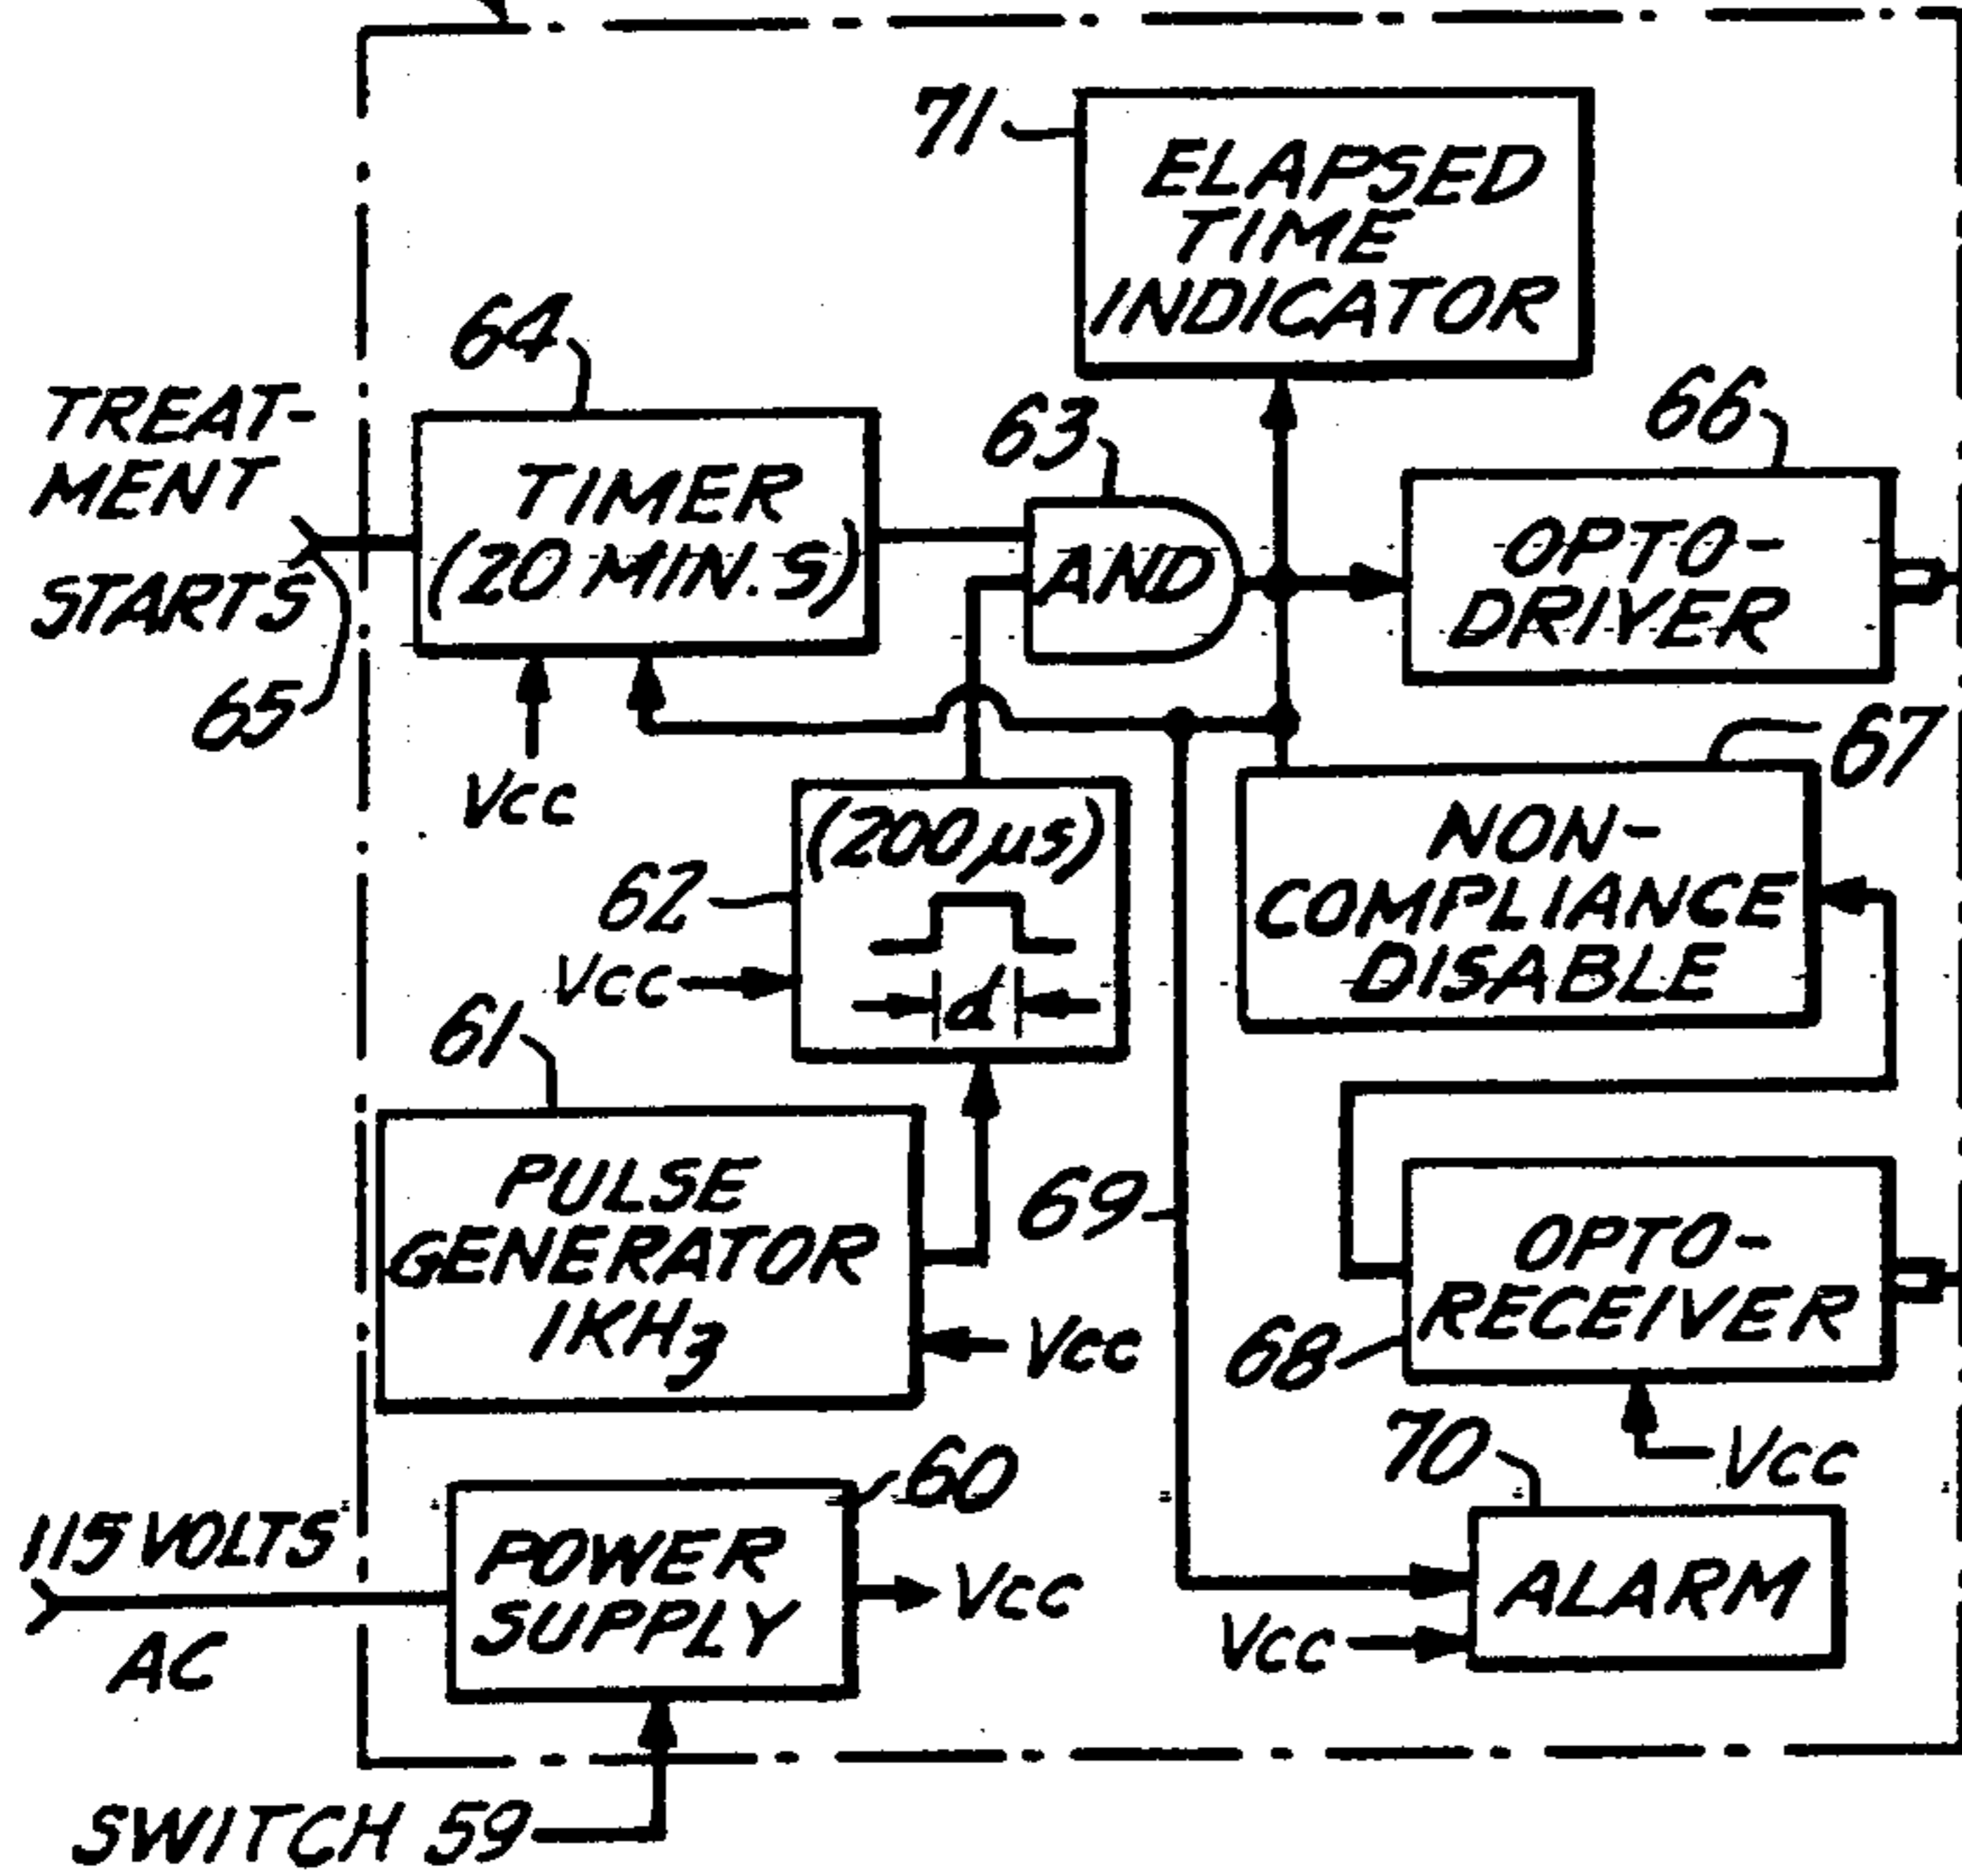 71
ELAPSED
TIME
INDICATOR
64
TREAT-
MENT
STARTS
65
TIMER
(20 MIN.S)
Vcc
63
AND
66
OPTO-
DRIVER
67
NON-
COMPLIANCE
DISABLE
(200 μs)
d
62
Vcc
61
PULSE
GENERATOR
1KHz
Vcc
69
OPTO-
RECEIVER
68
Vcc
70
ALARM
Vcc
60
POWER
SUPPLY
Vcc
115 VOLTS
AC
SWITCH 59